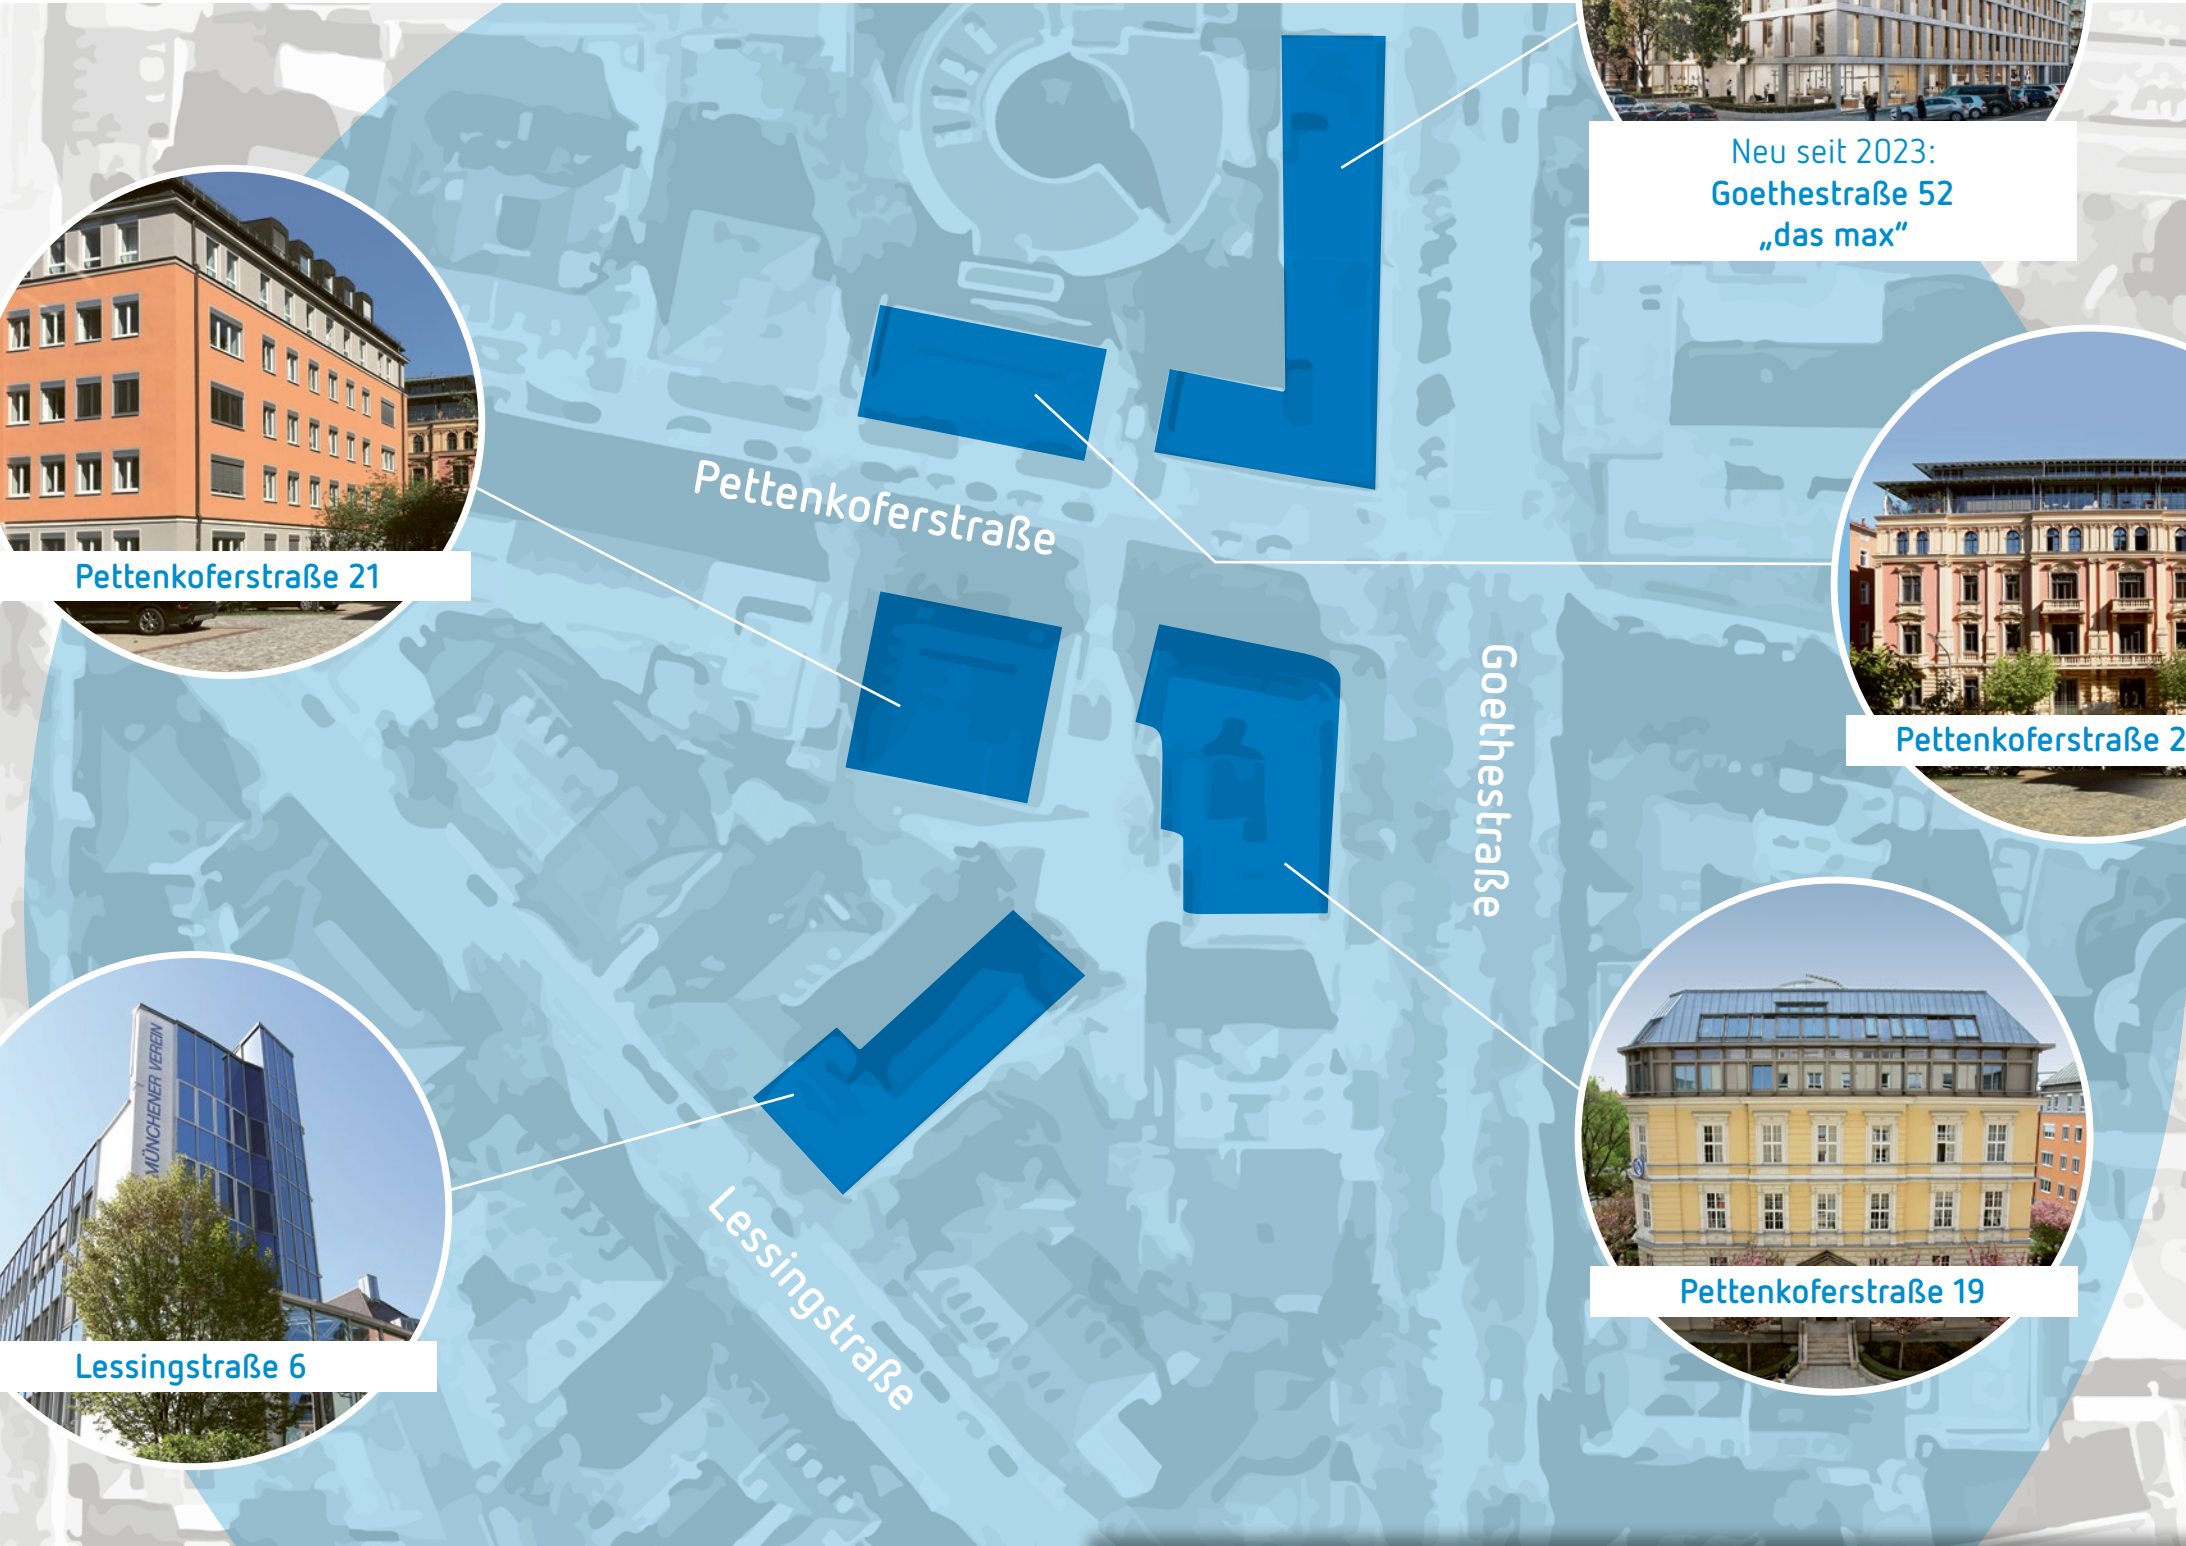 Neu seit 2023:
Goethestraße 52
„das max“
Pettenkoferstraße
Pettenkoferstraße 21
Goethestraße
Pettenkoferstraße 2
MÜNCHENER VEREIN
Lessingstraße
Pettenkoferstraße 19
Lessingstraße 6